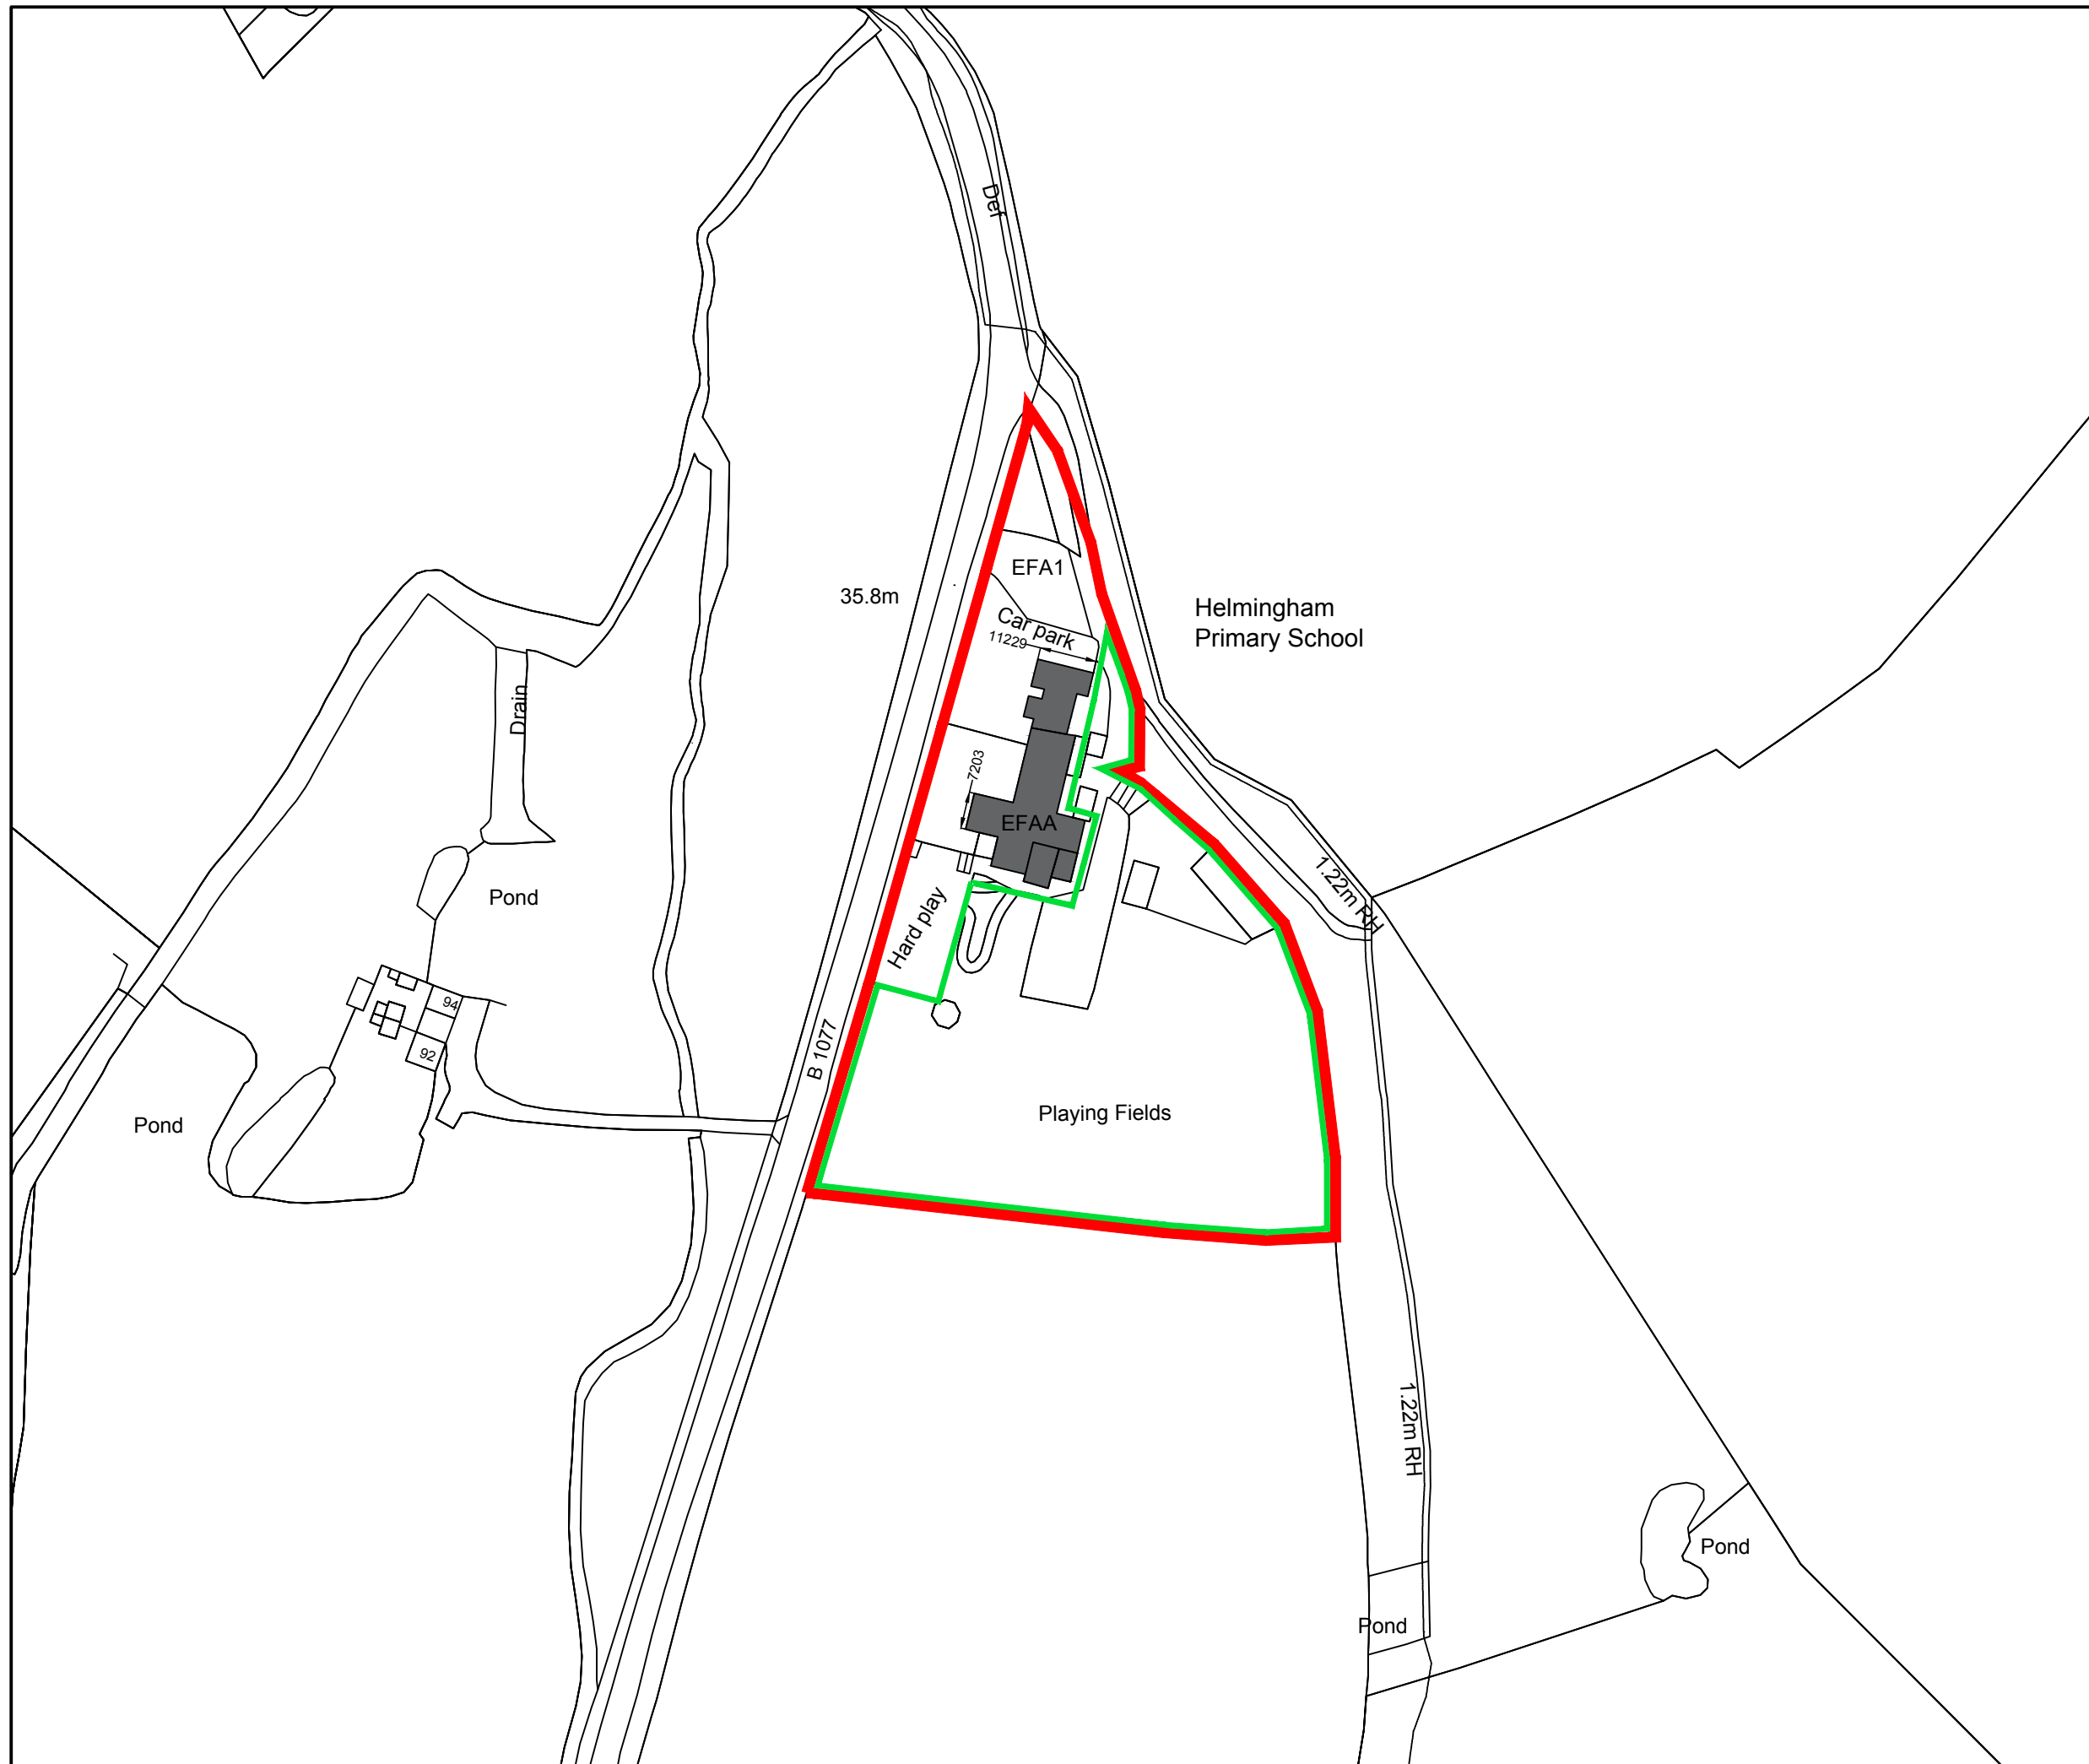 Def
EFA1
35.8m
Helmingham
Primary School
Car park
11229
Drain
7203
EFAA
1.22m RH
Pond
Hard play
94
92
B 1077
Playing Fields
Pond
1.22m RH
Pond
Pond